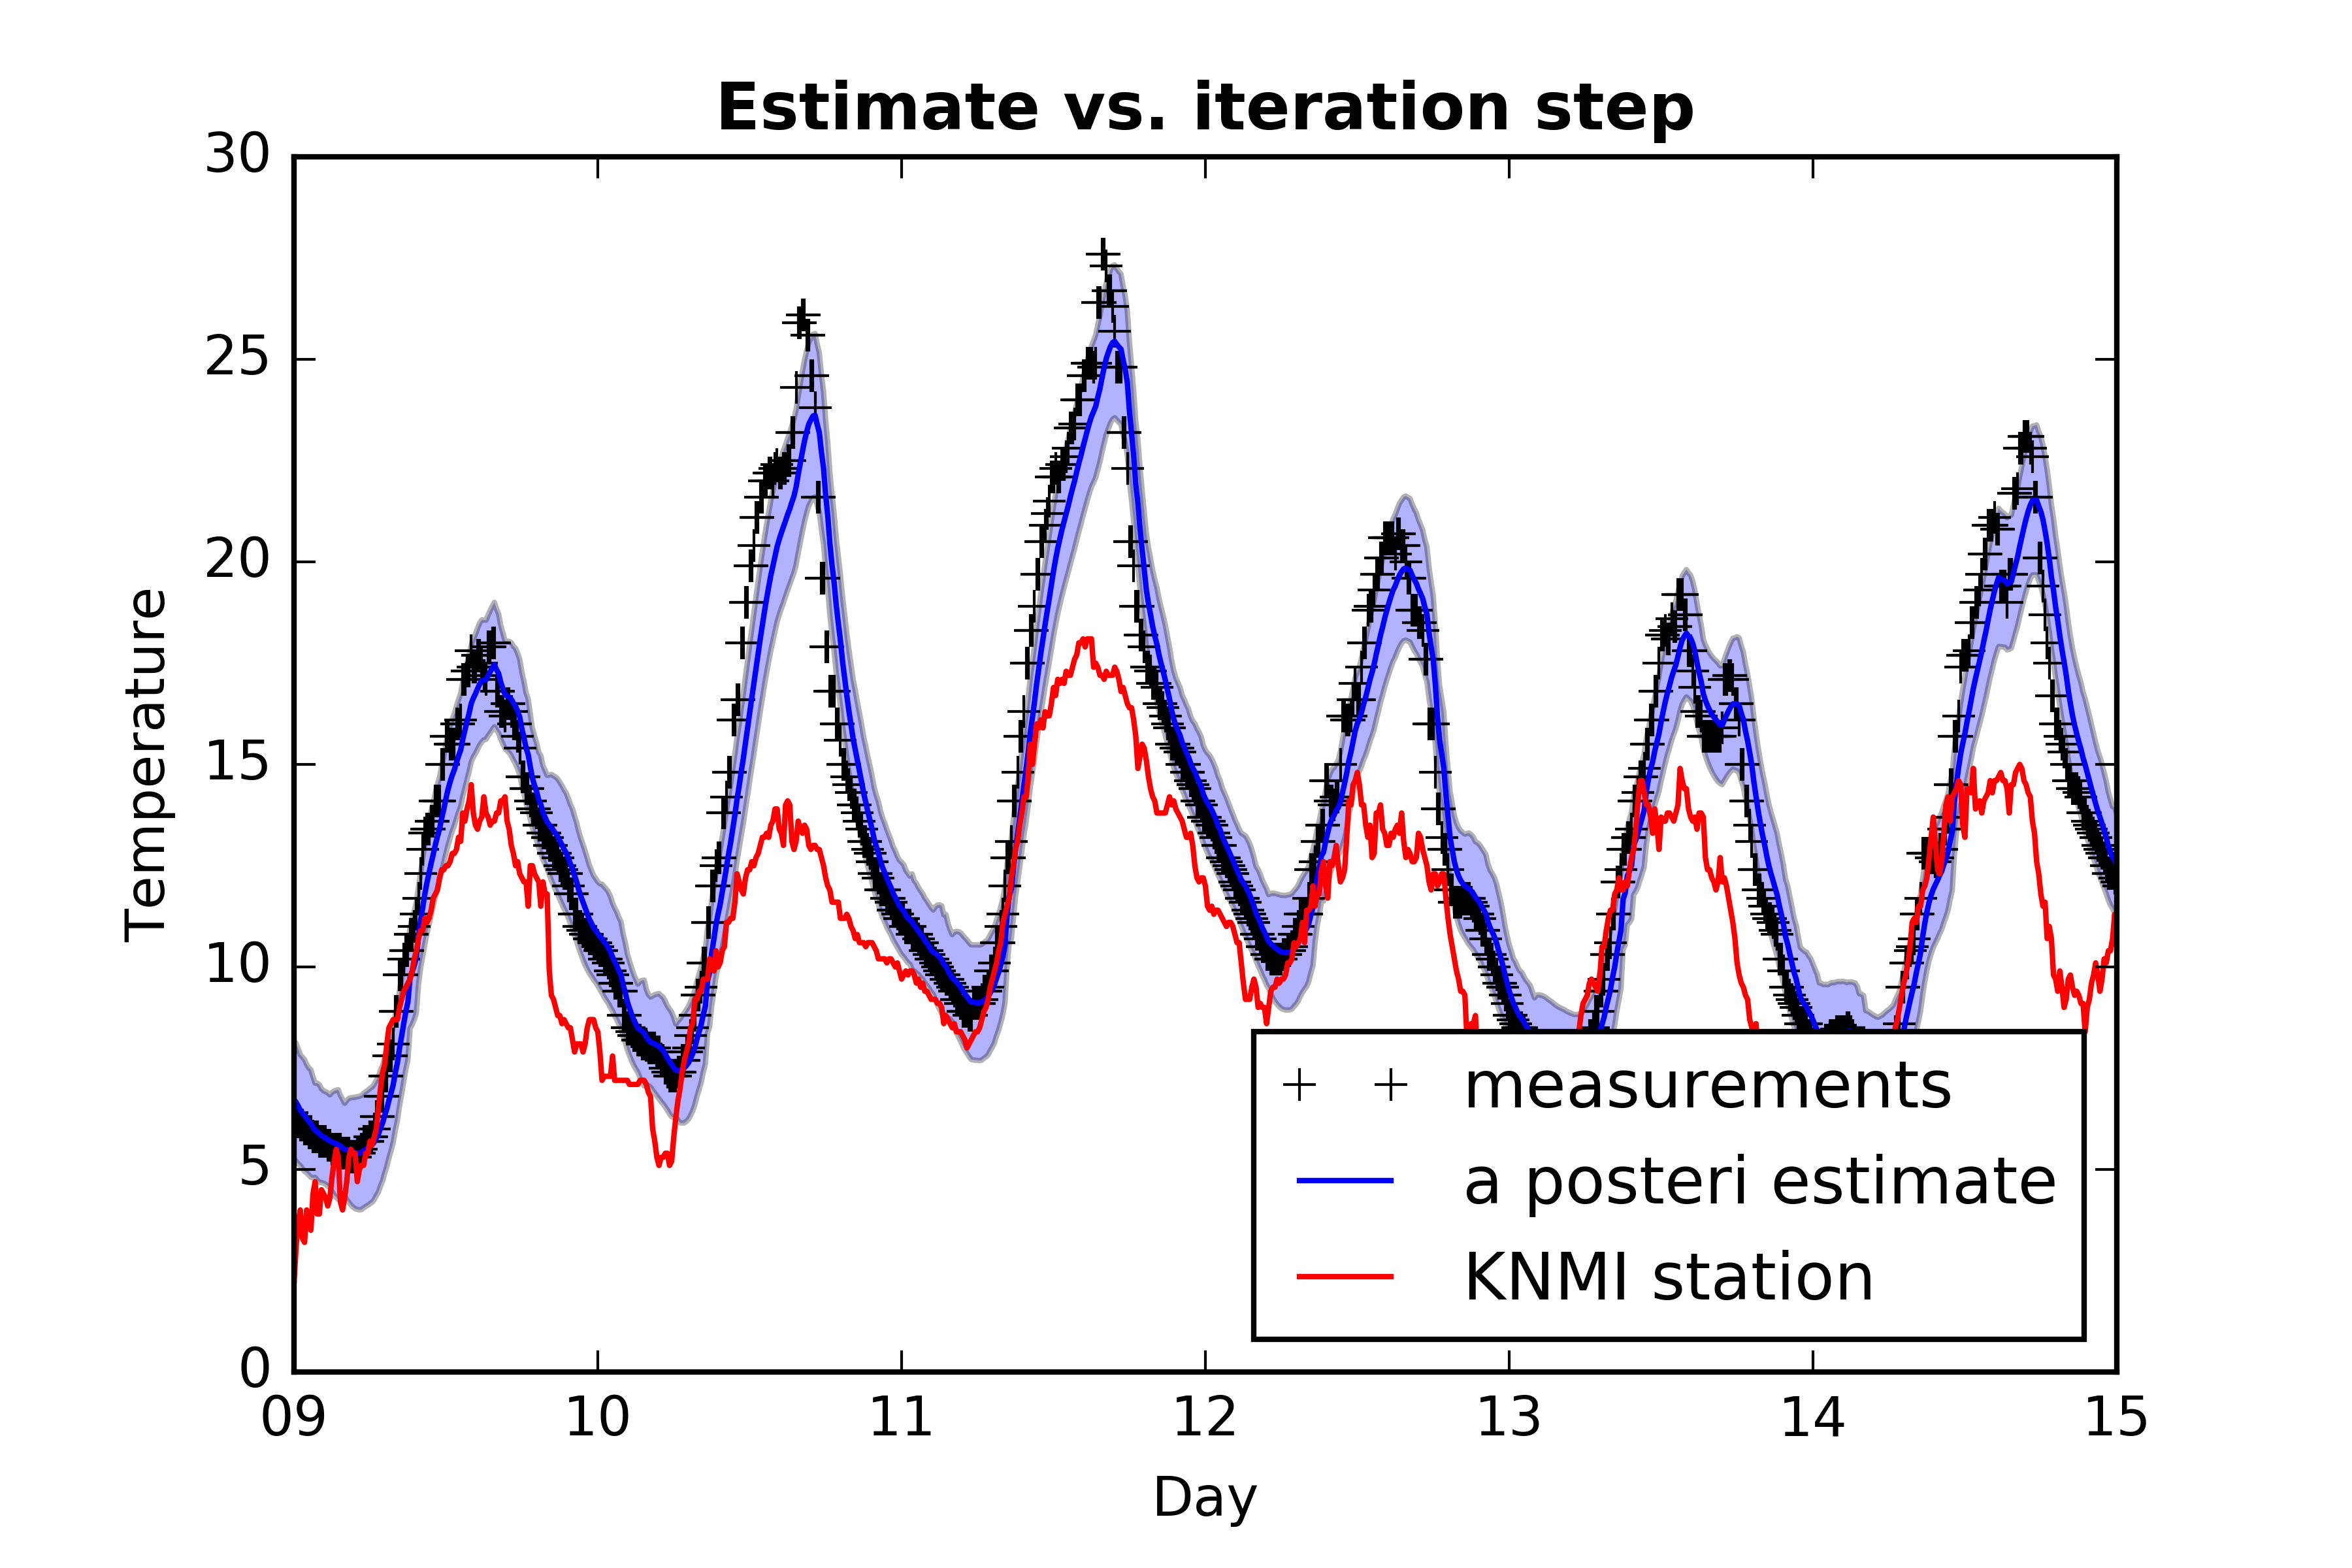 Estimate vs. iteration step
30
25
20
15
10
5
0
Temperature
09 10 11 12 13 14 15
Day
measurements
a posteri estimate
KNMI station